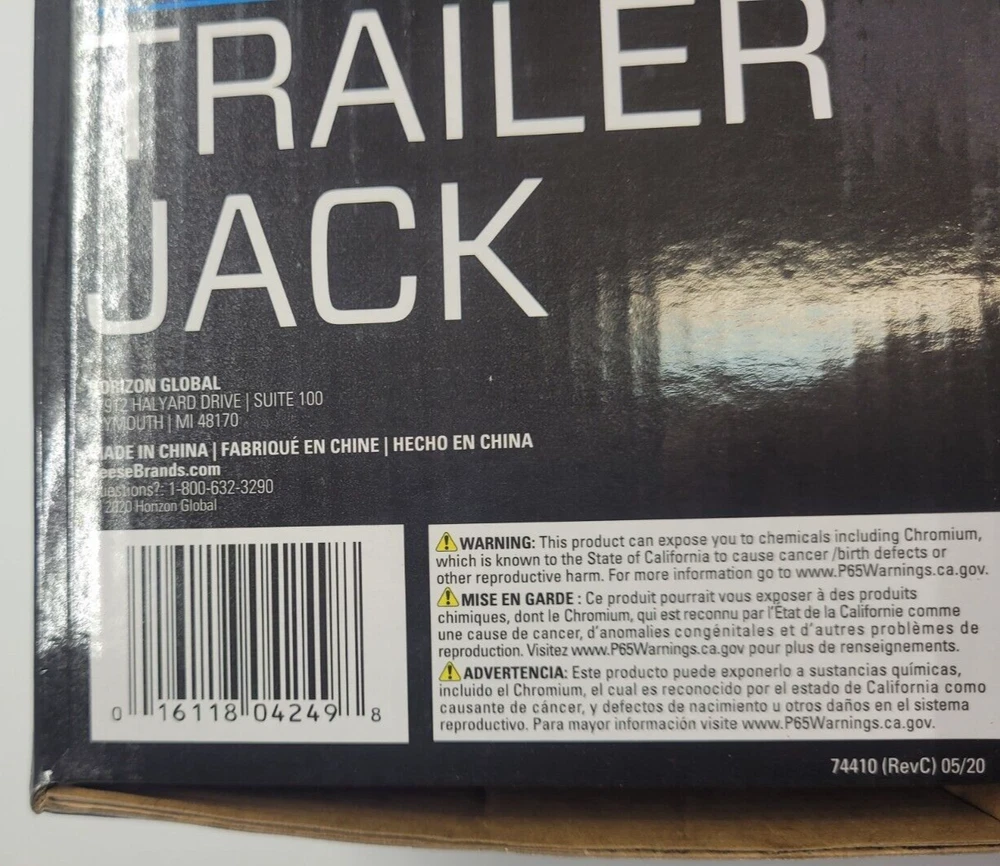 TRAILER
JACK
HORIZON GLOBAL
HALYARD DRIVE | SUITE 100
PLYMOUTH | MI 48170
MADE IN CHINA | FABRIQUÉ EN CHINE | HECHO EN CHINA
ReeseBrands.com
Questions?: 1-800-632-3290
Horizon Global
0 16118 04249 8
WARNING: This product can expose you to chemicals including Chromium,
which is known to the State of California to cause cancer /birth defects or
other reproductive harm. For more information go to www.P65Warnings.ca.gov.
MISE EN GARDE : Ce produit pourrait vous exposer à des produits
chimiques, dont le Chromium, qui est reconnu par l'État de la Californie comme
une cause de cancer, d'anomalies congénitales et d'autres problèmes de
reproduction. Visitez www.P65Warnings.ca.gov pour plus de renseignements.
ADVERTENCIA: Este producto puede exponerlo a sustancias químicas,
incluido el Chromium, el cual es reconocido por el estado de California como
causante de cáncer, y defectos de nacimiento u otros daños en el sistema
reproductivo. Para mayor información visite www.P65Warnings.ca.gov.
74410 (RevC) 05/20